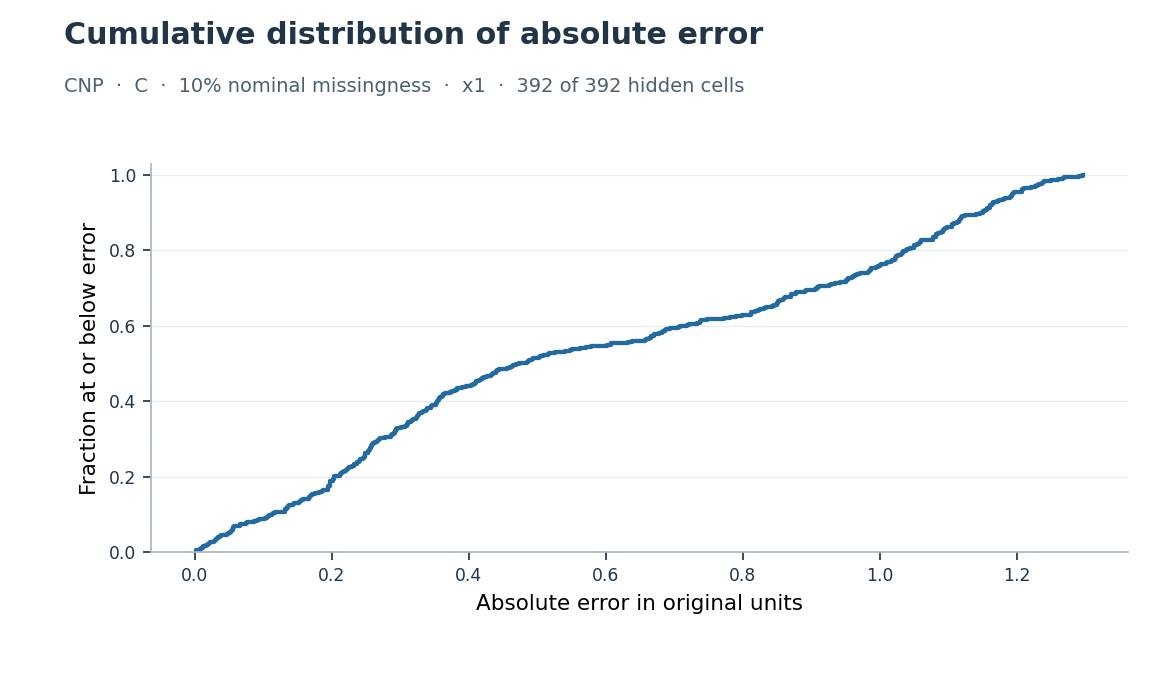 Cumulative distribution of absolute error
CNP · C · 10% nominal missingness · x1 · 392 of 392 hidden cells
Fraction at or below error
1.0
0.8
0.6
0.4
0.2
0.0
0.0 0.2 0.4 0.6 0.8 1.0 1.2
Absolute error in original units